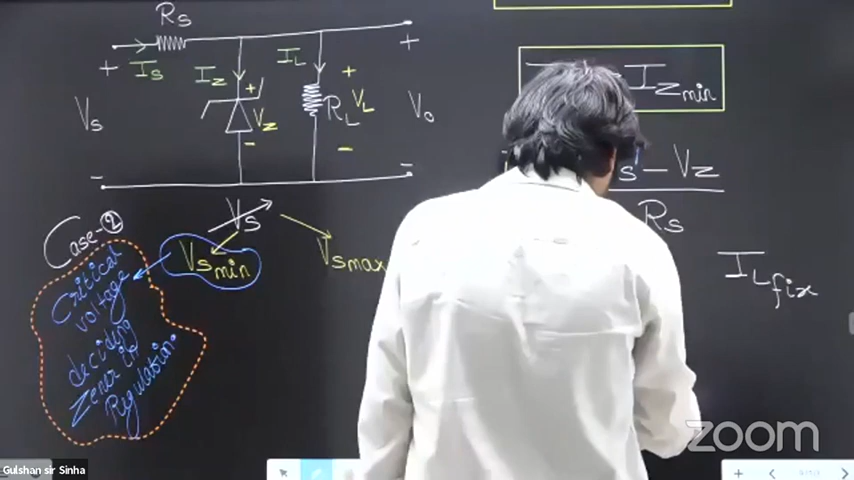 Rs
Is
Iz
IL
+
+
Vs
Vz
RL
VL
Vo
-
-
-
-
+
+
Izmin
s - Vz
Rs
ILfix
Case-2
Vs
Vsmin
Vsmax
Critical
voltage
deciding
Zener in
Regulation.
zoom
Gulshan sir Sinha